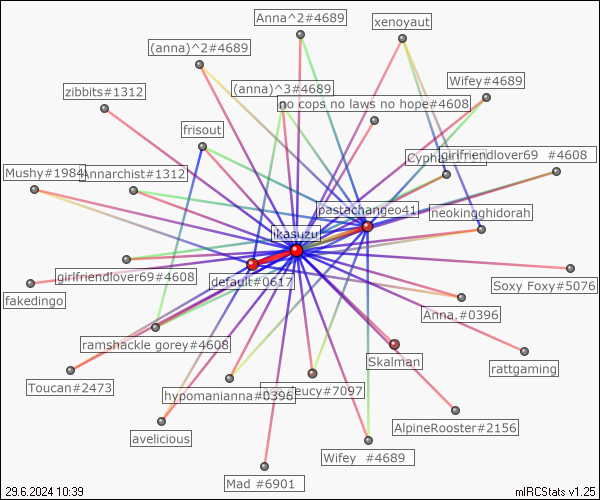 Anna^2#4689
xenoyaut
(anna)^2#4689
Wifey#4689
(anna)^3#4689
zibbits#1312
no cops no laws no hope#4608
frisout
girlfriendlover69 #4608
Mushy#1984
Annarchist#1312
pastachangeo41
neokingghidorah
ikasuzu
girlfriendlover69#4608
default#0617
Soxy Foxy#5076
fakedingo
Anna.#0396
ramshackle gorey#4608
Skalman
rattgaming
Toucan#2473
hypomanianna#0396
AlpineRooster#2156
avelicious
Wifey #4689
Mad #6901
29.6.2024 10:39
mIRCStats v1.25